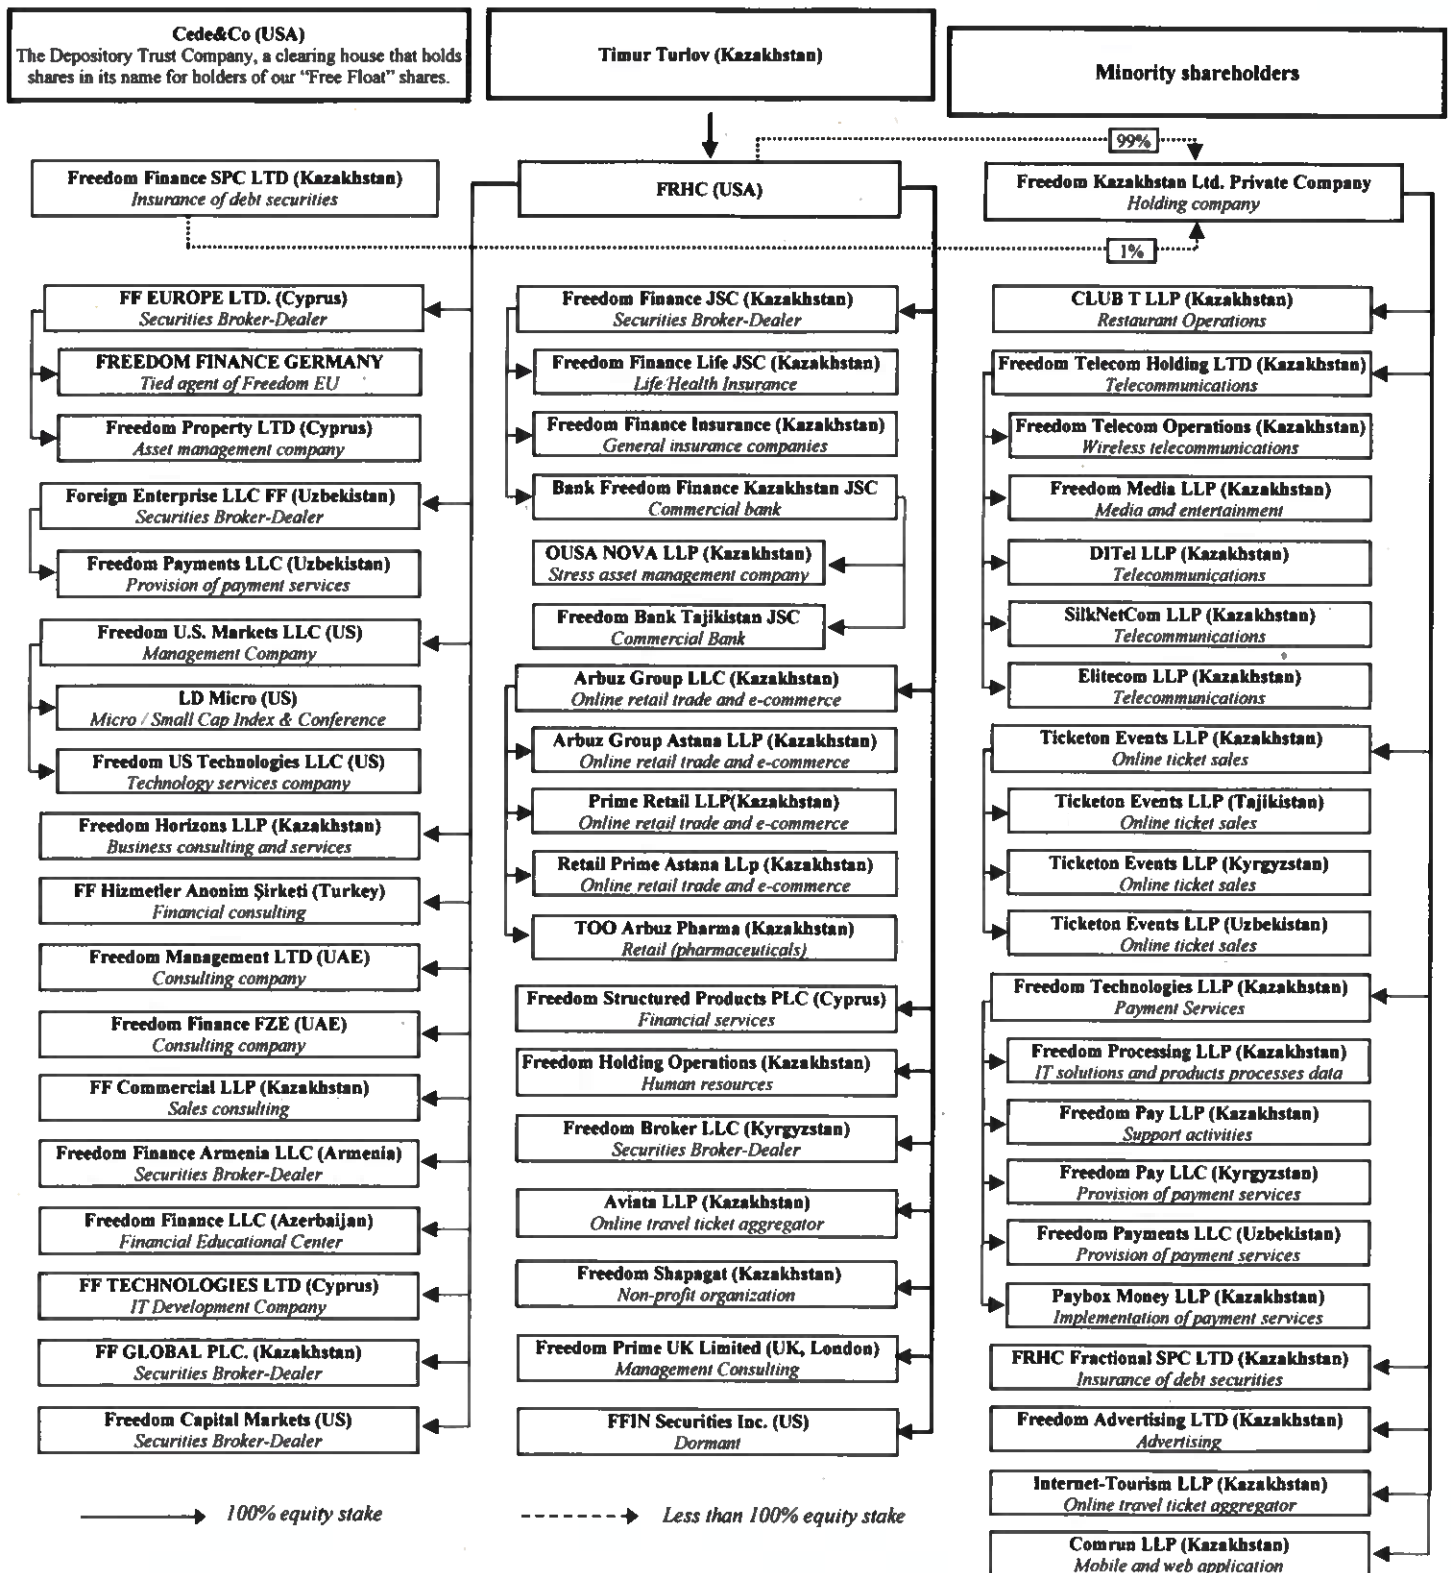 Cede&Co (USA)
The Depository Trust Company, a clearing house that holds
shares in its name for holders of our "Free Float" shares.
Timur Turlov (Kazakhstan)
Minority shareholders
99%
Freedom Finance SPC LTD (Kazakhstan)
Insurance of debt securities
FRHC (USA)
Freedom Kazakhstan Ltd. Private Company
Holding company
1%
FF EUROPE LTD. (Cyprus)
Securities Broker-Dealer
FREEDOM FINANCE GERMANY
Tied agent of Freedom EU
Freedom Property LTD (Cyprus)
Asset management company
Foreign Enterprise LLC FF (Uzbekistan)
Securities Broker-Dealer
Freedom Payments LLC (Uzbekistan)
Provision of payment services
Freedom U.S. Markets LLC (US)
Management Company
LD Micro (US)
Micro / Small Cap Index & Conference
Freedom US Technologies LLC (US)
Technology services company
Freedom Horizons LLP (Kazakhstan)
Business consulting and services
FF Hizmetler Anonim Şirketi (Turkey)
Financial consulting
Freedom Management LTD (UAE)
Consulting company
Freedom Finance FZE (UAE)
Consulting company
FF Commercial LLP (Kazakhstan)
Sales consulting
Freedom Finance Armenia LLC (Armenia)
Securities Broker-Dealer
Freedom Finance LLC (Azerbaijan)
Financial Educational Center
FF TECHNOLOGIES LTD (Cyprus)
IT Development Company
FF GLOBAL PLC. (Kazakhstan)
Securities Broker-Dealer
Freedom Capital Markets (US)
Securities Broker-Dealer
Freedom Finance JSC (Kazakhstan)
Securities Broker-Dealer
Freedom Finance Life JSC (Kazakhstan)
Life/Health Insurance
Freedom Finance Insurance (Kazakhstan)
General insurance companies
Bank Freedom Finance Kazakhstan JSC
Commercial bank
OUSA NOVA LLP (Kazakhstan)
Stress asset management company
Freedom Bank Tajikistan JSC
Commercial Bank
Arbuz Group LLC (Kazakhstan)
Online retail trade and e-commerce
Arbuz Group Astana LLP (Kazakhstan)
Online retail trade and e-commerce
Prime Retail LLP(Kazakhstan)
Online retail trade and e-commerce
Retail Prime Astana LLp (Kazakhstan)
Online retail trade and e-commerce
TOO Arbuz Pharma (Kazakhstan)
Retail (pharmaceuticals)
Freedom Structured Products PLC (Cyprus)
Financial services
Freedom Holding Operations (Kazakhstan)
Human resources
Freedom Broker LLC (Kyrgyzstan)
Securities Broker-Dealer
Aviata LLP (Kazakhstan)
Online travel ticket aggregator
Freedom Shapagat (Kazakhstan)
Non-profit organization
Freedom Prime UK Limited (UK, London)
Management Consulting
FFIN Securities Inc. (US)
Dormant
CLUB T LLP (Kazakhstan)
Restaurant Operations
Freedom Telecom Holding LTD (Kazakhstan)
Telecommunications
Freedom Telecom Operations (Kazakhstan)
Wireless telecommunications
Freedom Media LLP (Kazakhstan)
Media and entertainment
DITel LLP (Kazakhstan)
Telecommunications
SilkNetCom LLP (Kazakhstan)
Telecommunications
Elitecom LLP (Kazakhstan)
Telecommunications
Ticketon Events LLP (Kazakhstan)
Online ticket sales
Ticketon Events LLP (Tajikistan)
Online ticket sales
Ticketon Events LLP (Kyrgyzstan)
Online ticket sales
Ticketon Events LLP (Uzbekistan)
Online ticket sales
Freedom Technologies LLP (Kazakhstan)
Payment Services
Freedom Processing LLP (Kazakhstan)
IT solutions and products processes data
Freedom Pay LLP (Kazakhstan)
Support activities
Freedom Pay LLC (Kyrgyzstan)
Provision of payment services
Freedom Payments LLC (Uzbekistan)
Provision of payment services
Paybox Money LLP (Kazakhstan)
Implementation of payment services
FRHC Fractional SPC LTD (Kazakhstan)
Insurance of debt securities
Freedom Advertising LTD (Kazakhstan)
Advertising
Internet-Tourism LLP (Kazakhstan)
Online travel ticket aggregator
Comrun LLP (Kazakhstan)
Mobile and web application
100% equity stake
Less than 100% equity stake